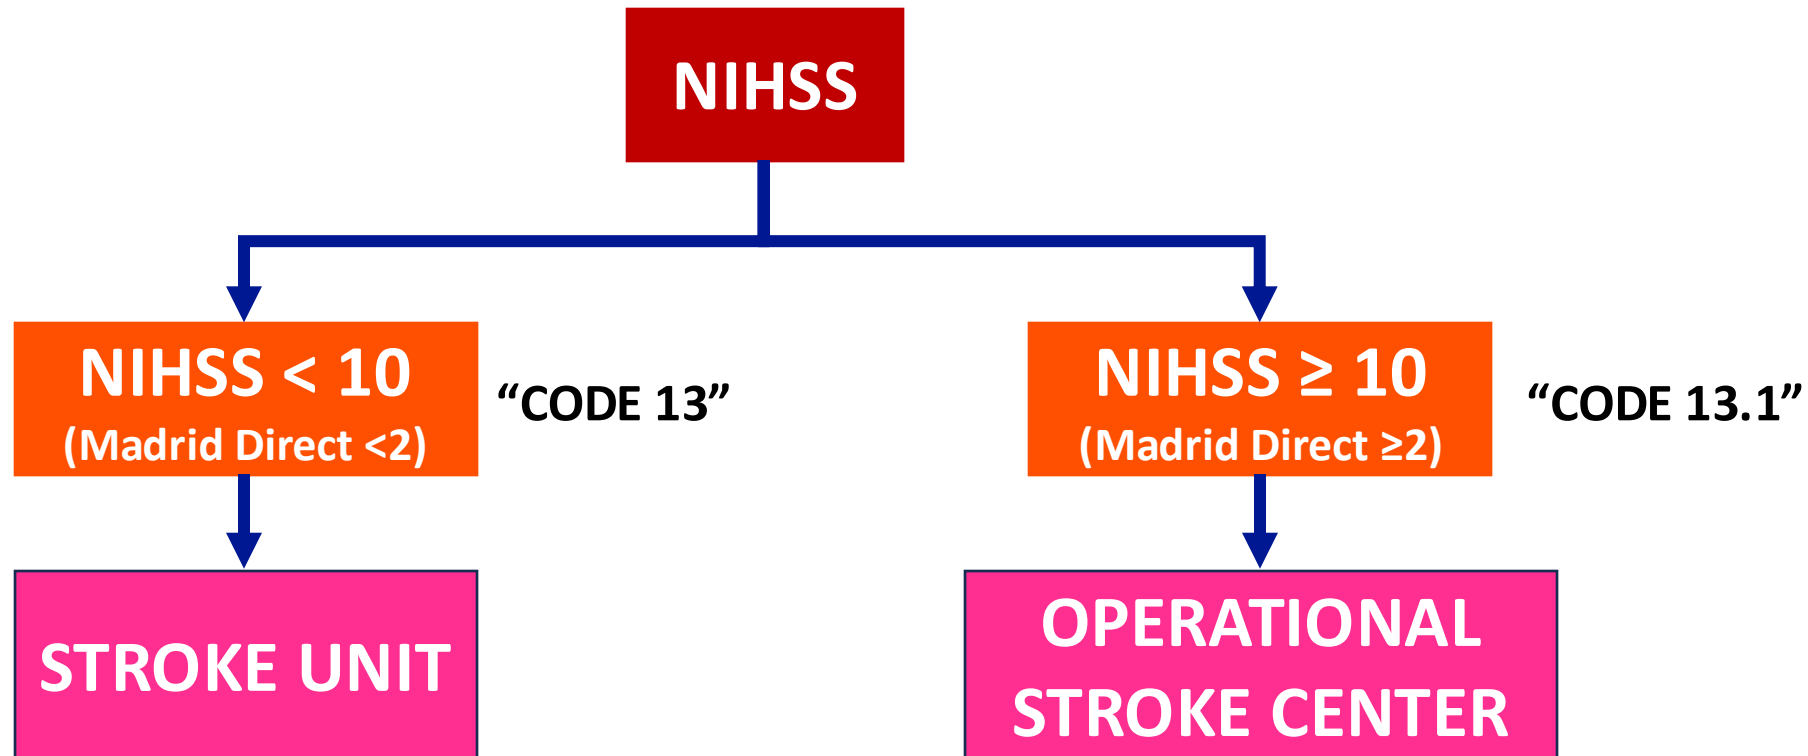 NIHSS
NIHSS < 10
(Madrid Direct <2)
“CODE 13”
NIHSS ≥ 10
(Madrid Direct ≥2)
“CODE 13.1”
STROKE UNIT
OPERATIONAL
STROKE CENTER